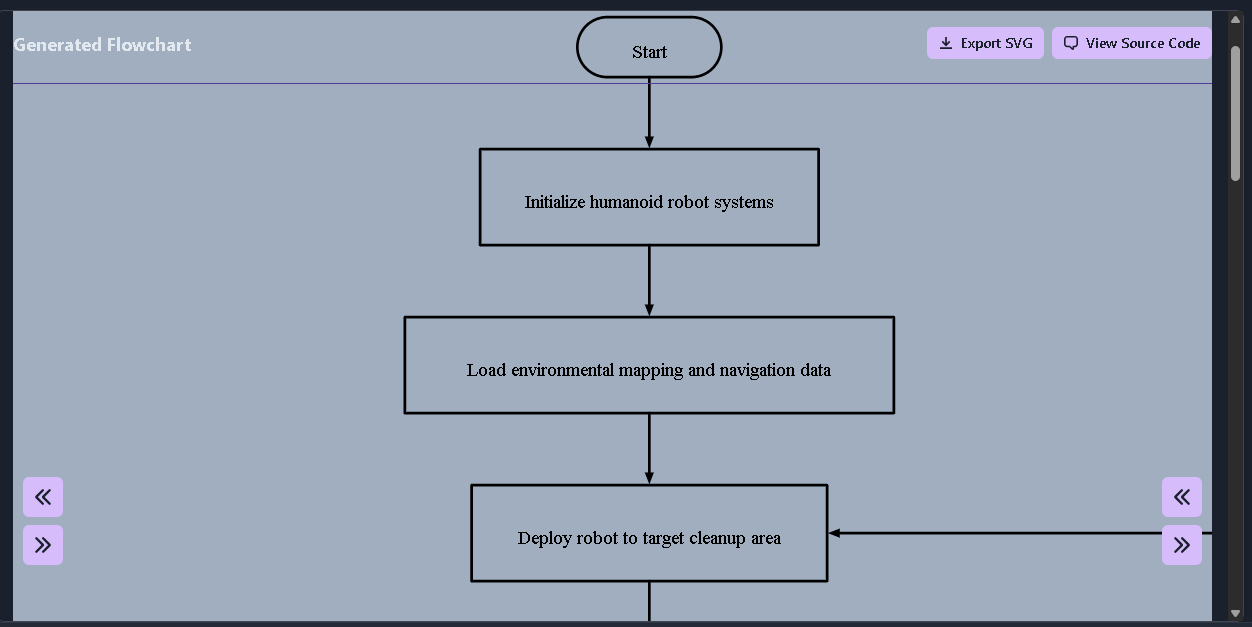 Generated Flowchart
Start
Export SVG
View Source Code
Initialize humanoid robot systems
Load environmental mapping and navigation data
Deploy robot to target cleanup area